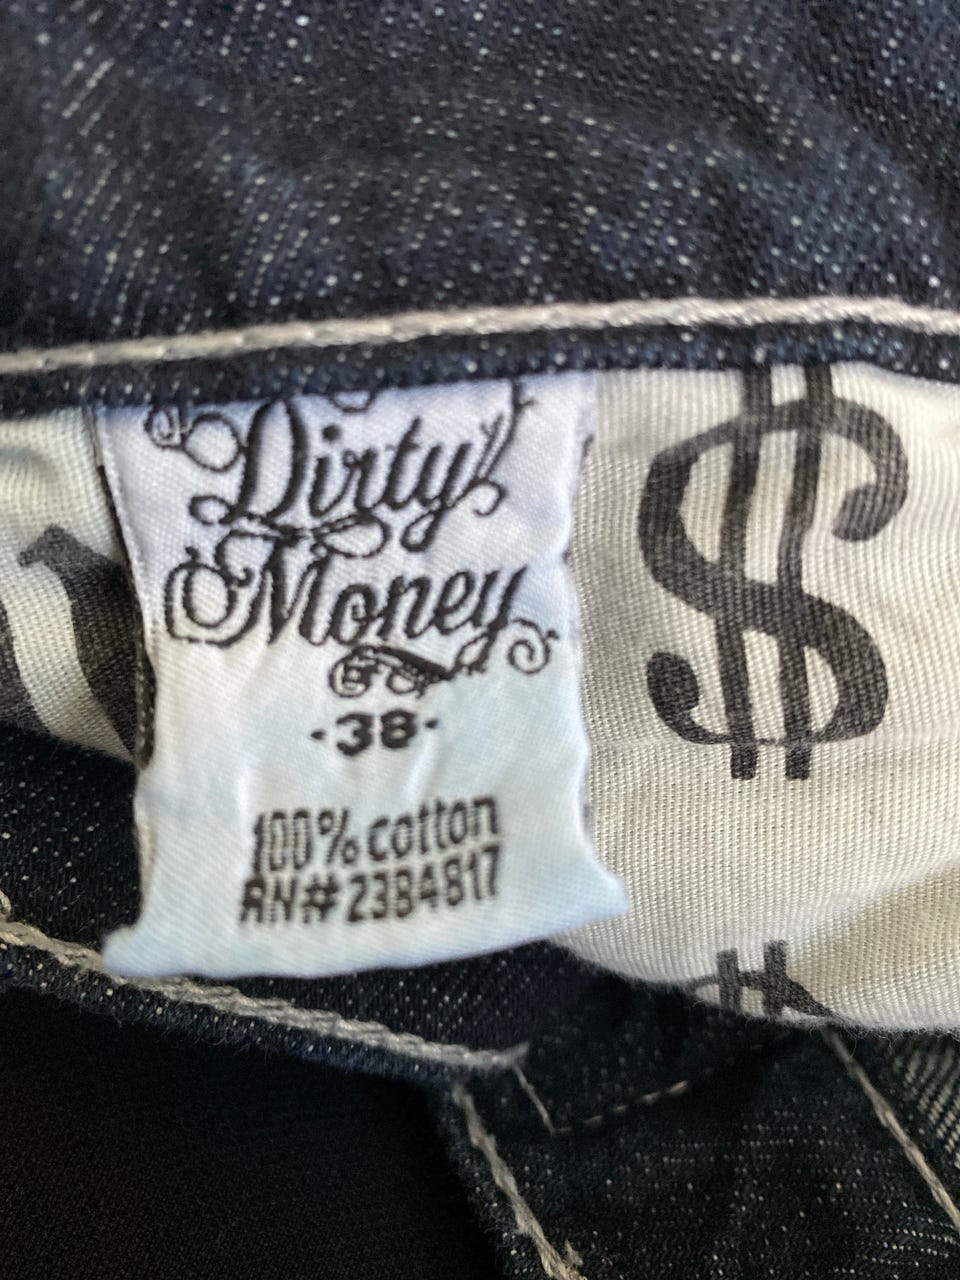 Dirty
Money
-38-
100% cotton
RN#2384817
$
$